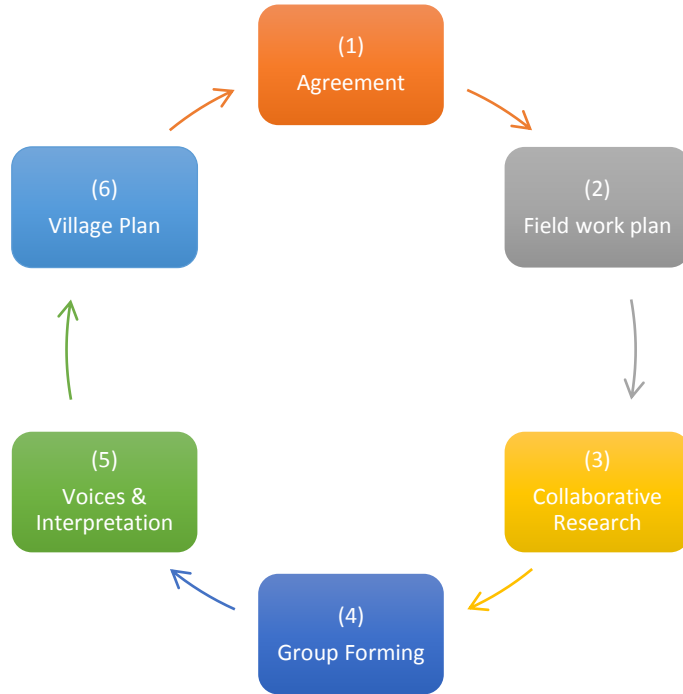 (1)
Agreement
(2)
Field work plan
(3)
Collaborative
Research
(4)
Group Forming
(5)
Voices &
Interpretation
(6)
Village Plan